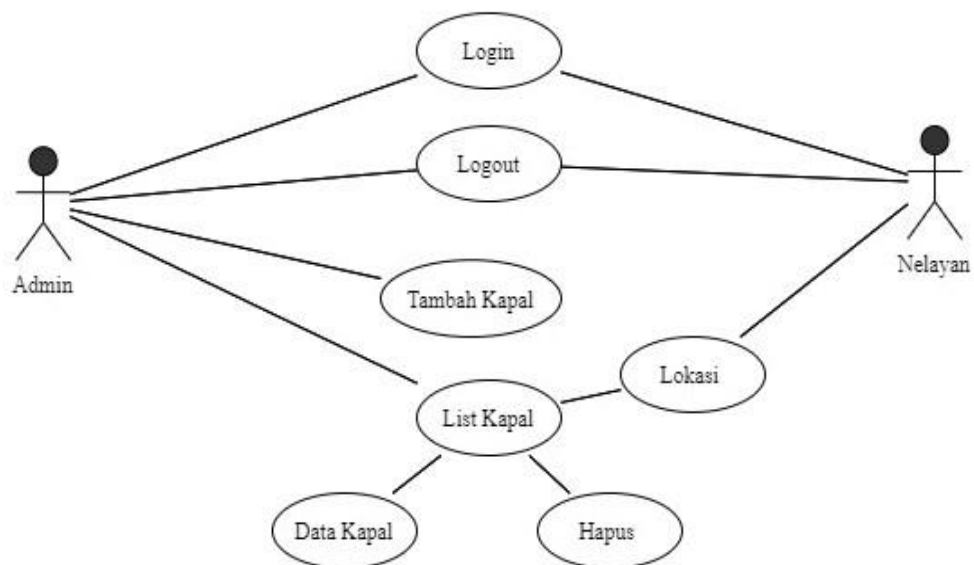 Login
Logout
Admin
Nelayan
Tambah Kapal
Lokasi
List Kapal
Data Kapal
Hapus